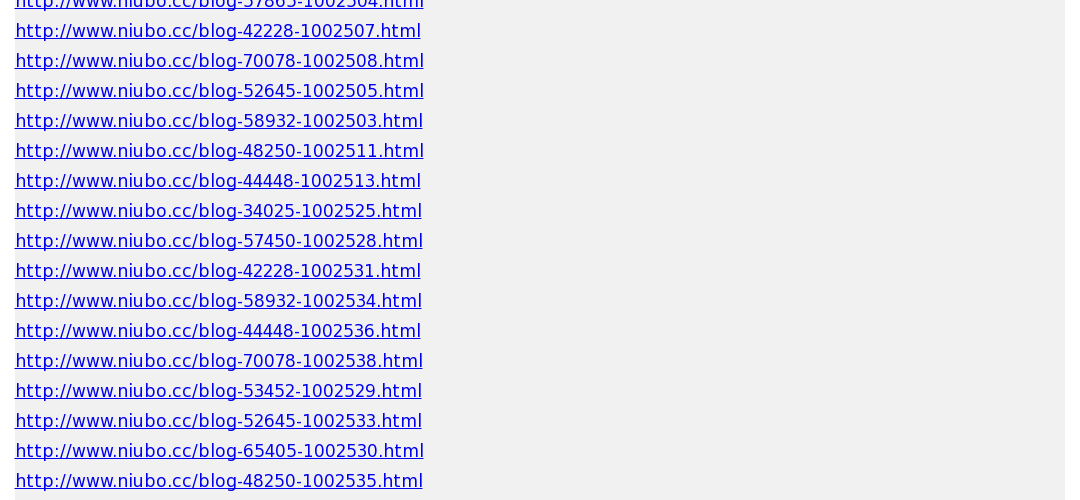 http://www.niubo.cc/blog-57865-1002504.html
http://www.niubo.cc/blog-42228-1002507.html
http://www.niubo.cc/blog-70078-1002508.html
http://www.niubo.cc/blog-52645-1002505.html
http://www.niubo.cc/blog-58932-1002503.html
http://www.niubo.cc/blog-48250-1002511.html
http://www.niubo.cc/blog-44448-1002513.html
http://www.niubo.cc/blog-34025-1002525.html
http://www.niubo.cc/blog-57450-1002528.html
http://www.niubo.cc/blog-42228-1002531.html
http://www.niubo.cc/blog-58932-1002534.html
http://www.niubo.cc/blog-44448-1002536.html
http://www.niubo.cc/blog-70078-1002538.html
http://www.niubo.cc/blog-53452-1002529.html
http://www.niubo.cc/blog-52645-1002533.html
http://www.niubo.cc/blog-65405-1002530.html
http://www.niubo.cc/blog-48250-1002535.html